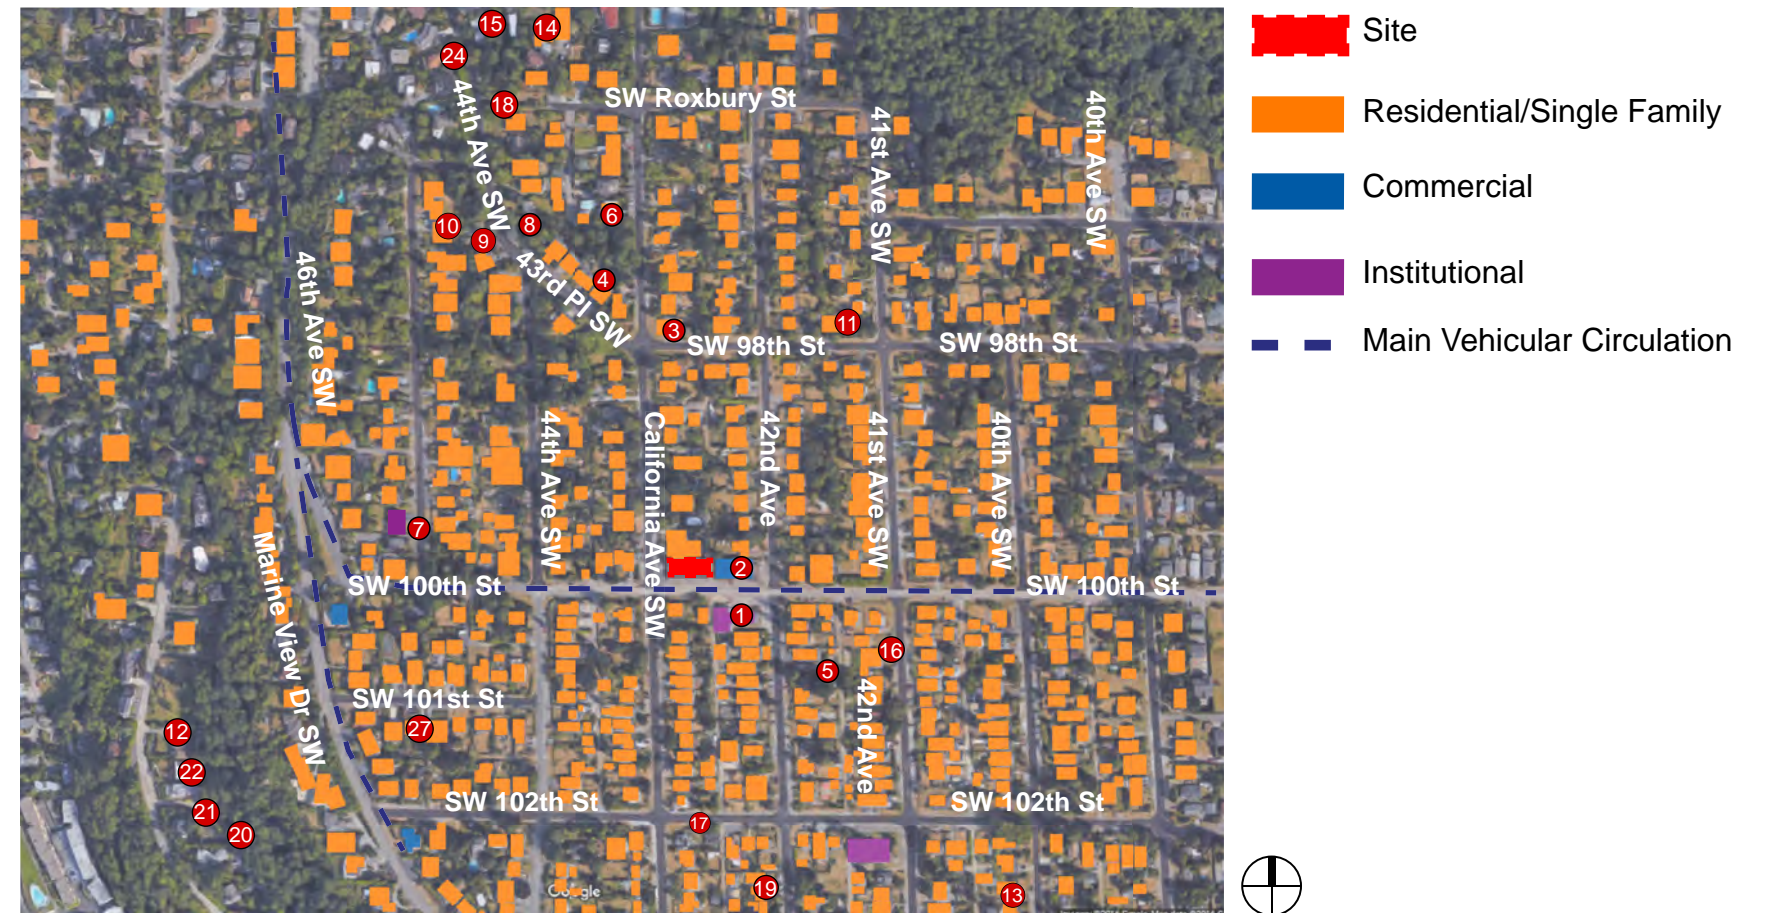 15
14
Site
24
44th Ave SW
18
SW Roxbury St
41st Ave SW
40th Ave SW
Residential/Single Family
Commercial
10
9
8
6
46th Ave SW
43rd Pl SW
4
Institutional
3
11
SW 98th St
SW 98th St
Main Vehicular Circulation
44th Ave SW
California Ave SW
42nd Ave
41st Ave SW
40th Ave SW
7
Marine View Dr SW
2
SW 100th St
SW 100th St
1
16
5
42nd Ave
SW 101st St
27
12
22
21
20
SW 102th St
SW 102th St
17
19
13
Google